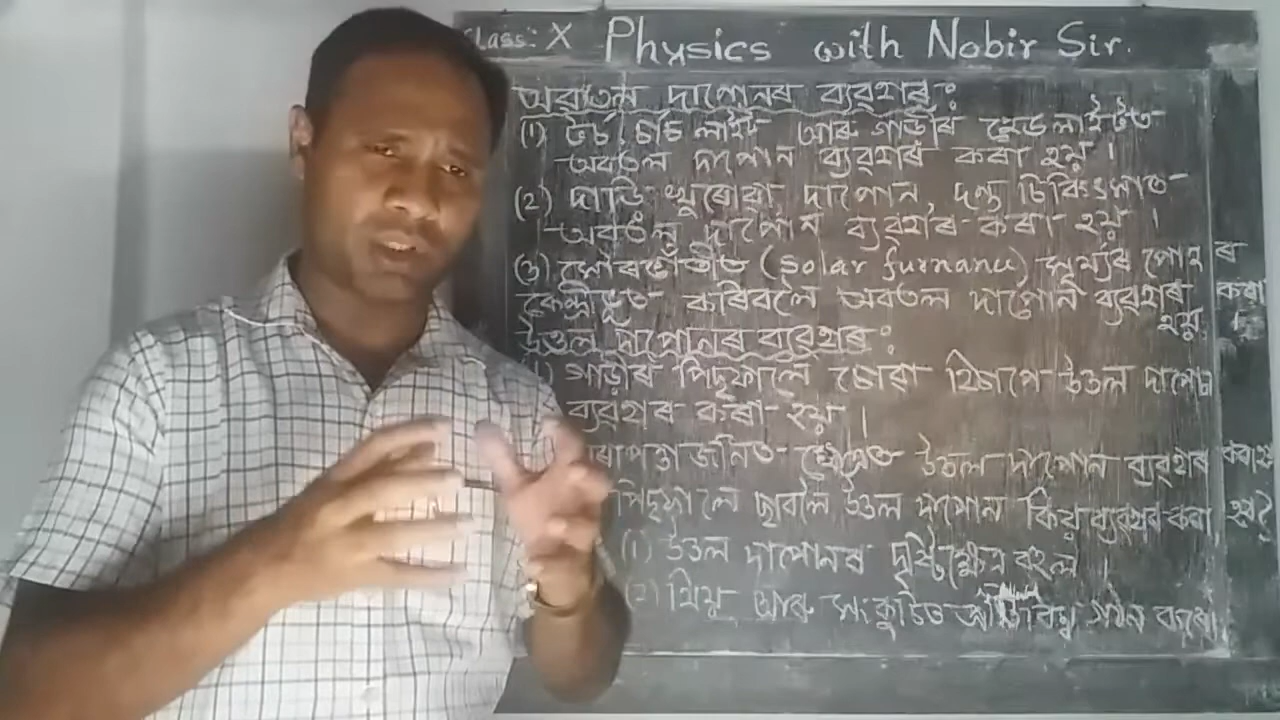 Class: X Physics with Nobir Sir.
অৱতল দাপোনৰ ব্যৱহাৰ:
(1) টৰ্চ, চাৰ্চ লাইট আৰু গাড়ীৰ হেড লাইটত
অৱতল দাপোন ব্যৱহাৰ কৰা হয় ।
(2) দাড়ি খুৰোৱা দাপোন, দন্ত চিকিৎসাত
অৱতল দাপোন ব্যৱহাৰ কৰা হয় ।
(3) সৌৰভাঁতীত (Solar furnance) সূৰ্য্যৰ পোহৰ
কেন্দ্ৰীভূত কৰিবলৈ অৱতল দাপোন ব্যৱহাৰ কৰা
হয়
উত্তল দাপোনৰ ব্যৱহাৰ:
গাড়ীৰ পিছফালে চোৱা হিচাপে উত্তল দাপোন
ব্যৱহাৰ কৰা হয় ।
উত্তল দাপোন ব্যৱহাৰ কৰা হয়
পিছফালে চাবলৈ উত্তল দাপোন কিয় ব্যৱহাৰ কৰা হয়?
(1) উত্তল দাপোনৰ দৃষ্টিক্ষেত্ৰ বহল ।
(2) থিয় আৰু সংকুচিত প্ৰতিবিম্ব গঠন কৰে।